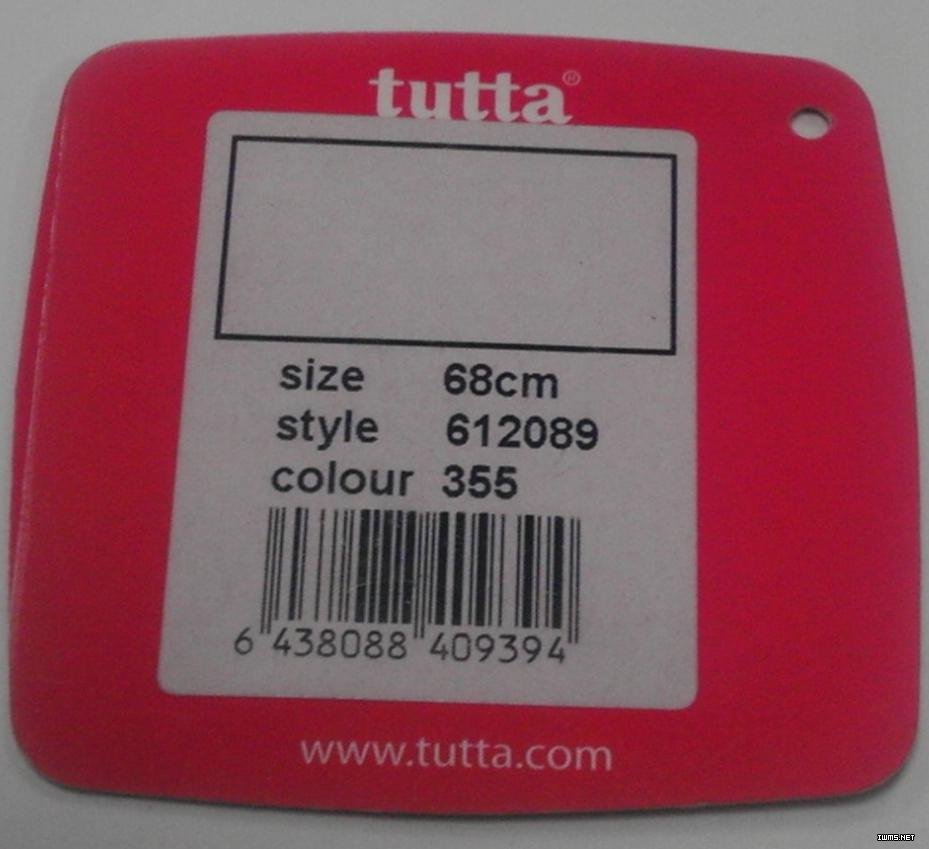 tutta®
size 68cm
style 612089
colour 355
6 438088 409394
www.tutta.com
IWMS.NET